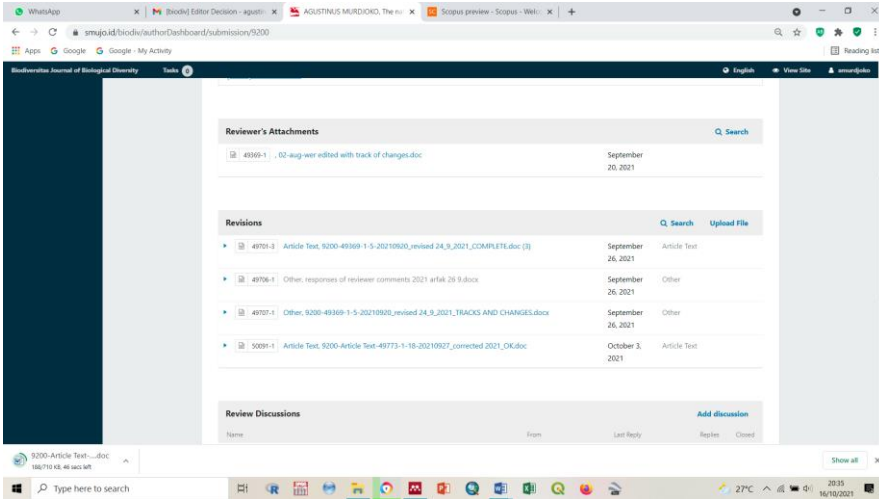 WhatsApp
[biodiv] Editor Decision - agustin
AGUSTINUS MURDJOKO, The
Scopus preview - Scopus - Welc
smujo.id/biodiv/authorDashboard/submission/9200
Apps Google Google - My Activity Reading list
Biodiversitas Journal of Biological Diversity Tasks 0 English View Site amurdjoko
Reviewer's Attachments Search
49369-1 , 02-aug-wer edited with track of changes.doc September
20, 2021
Revisions Search Upload File
49701-3 Article Text, 9200-49369-1-5-20210920_revised 24_9_2021_COMPLETE.doc (3) September Article Text
26, 2021
49706-1 Other, responses of reviewer comments 2021 arfak 26 9.docx September Other
26, 2021
49707-1 Other, 9200-49369-1-5-20210920_revised 24_9_2021_TRACKS AND CHANGES.docx September Other
26, 2021
50091-1 Article Text, 9200-Article Text-49773-1-18-20210927_corrected 2021_OK.doc October 3, Article Text
2021
Review Discussions Add discussion
Name From Last Reply Replies Closed
9200-Article Text-....doc
188/710 KB, 46 secs left
Show all
Type here to search
27°C
20:35
16/10/2021